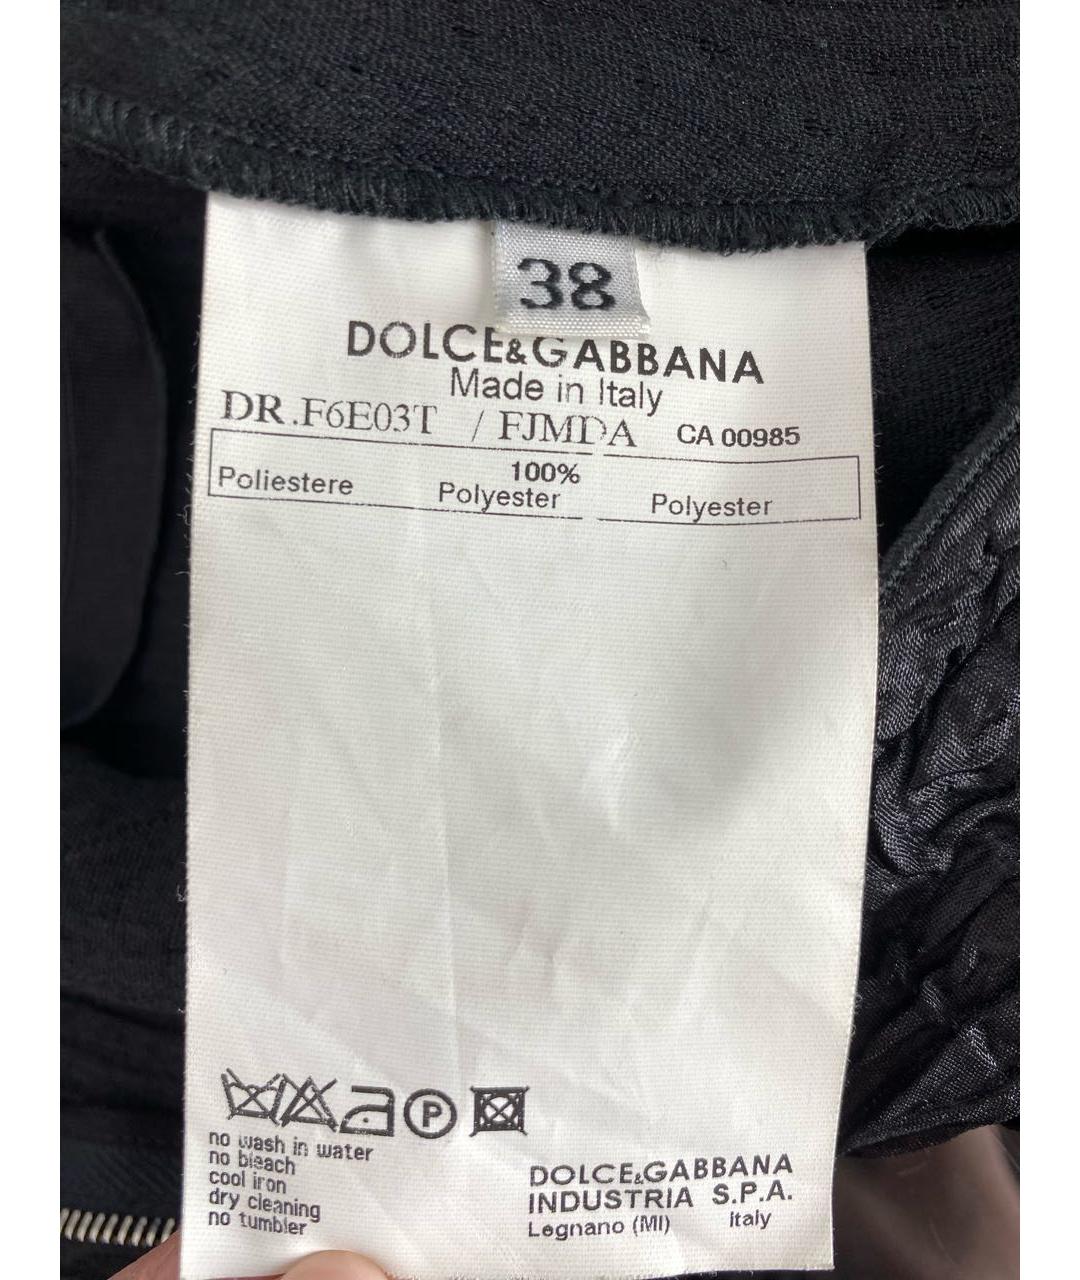 38
DOLCE&GABBANA
Made in Italy
DR.F6E03T / FJMDA CA 00985
100%
Poliestere Polyester Polyester
P
no wash in water
no bleach
cool iron
dry cleaning
no tumbler
DOLCE&GABBANA
INDUSTRIA S.P.A.
Legnano (MI) Italy